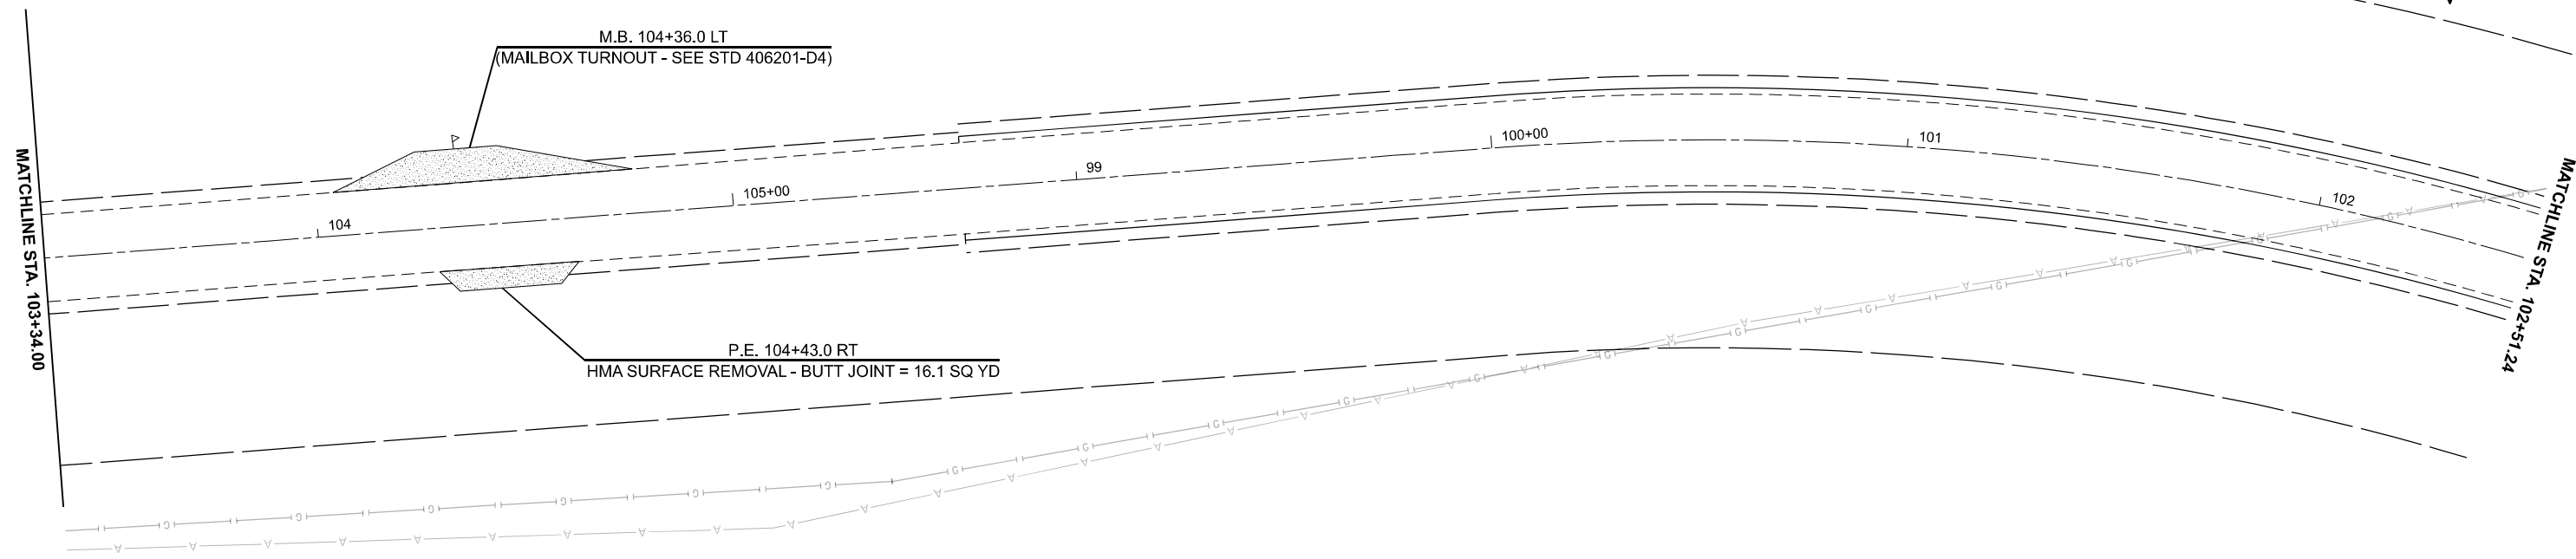 M.B. 104+36.0 LT
(MAILBOX TURNOUT - SEE STD 406201-D4)
MATCHLINE STA. 103+34.00
104
105+00
99
100+00
101
102
MATCHLINE STA. 102+51.24
P.E. 104+43.0 RT
HMA SURFACE REMOVAL - BUTT JOINT = 16.1 SQ YD